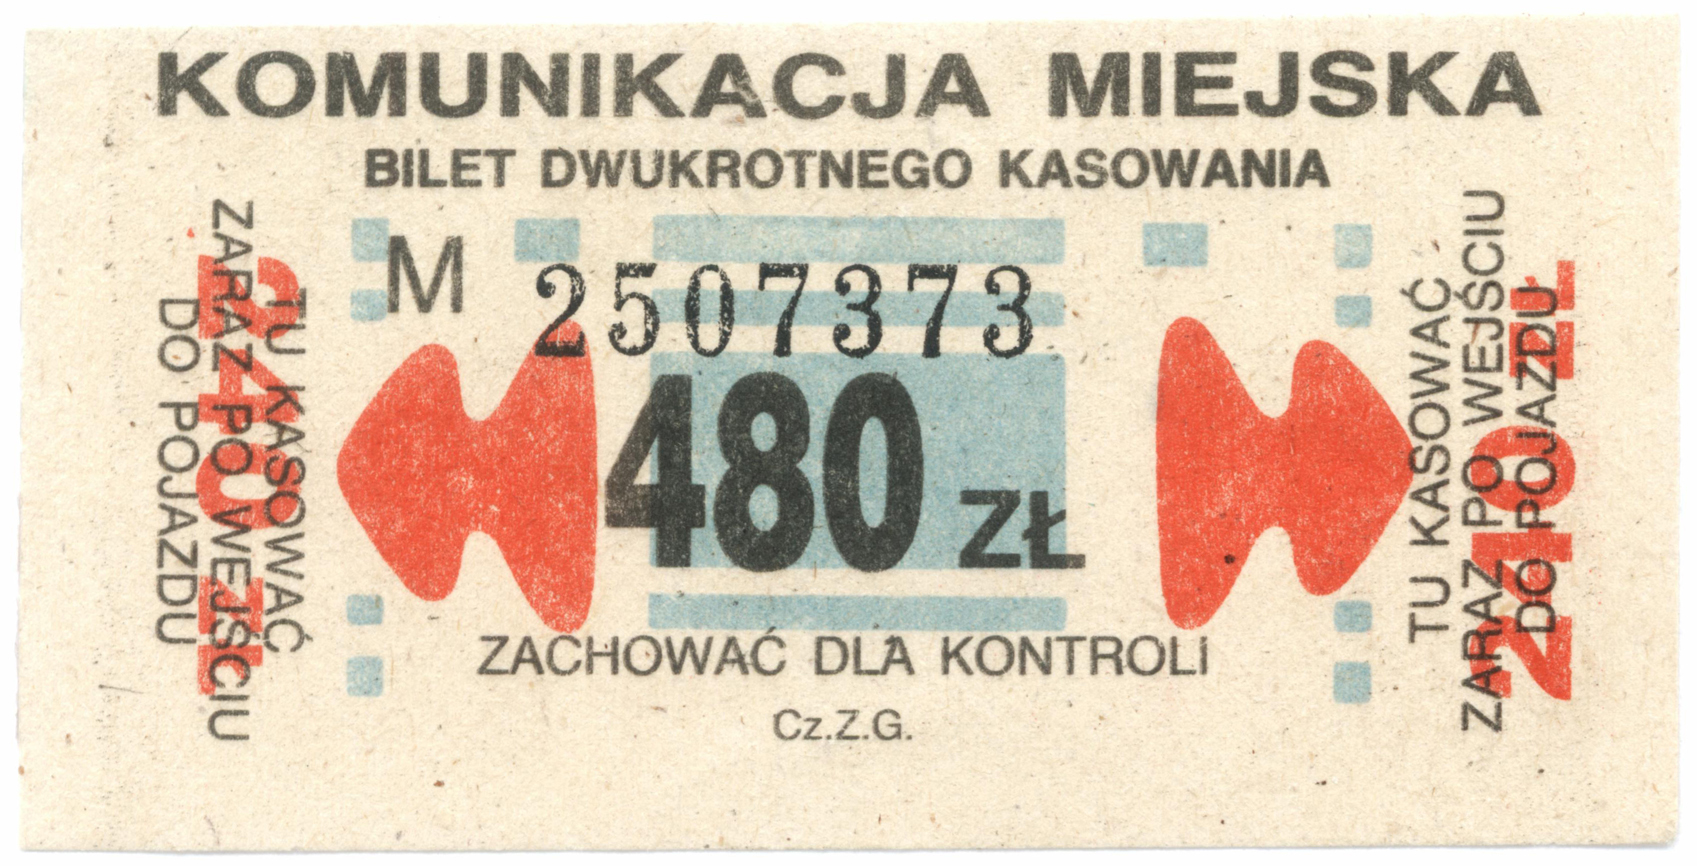 KOMUNIKACJA MIEJSKA
BILET DWUKROTNEGO KASOWANIA
M 2507373
480 ZŁ
ZACHOWAĆ DLA KONTROLI
Cz.Z.G.
TU KASOWAĆ
ZARAZ PO WEJŚCIU
DO POJAZDU
240 ZŁ
TU KASOWAĆ
ZARAZ PO WEJŚCIU
DO POJAZDU
240 ZŁ